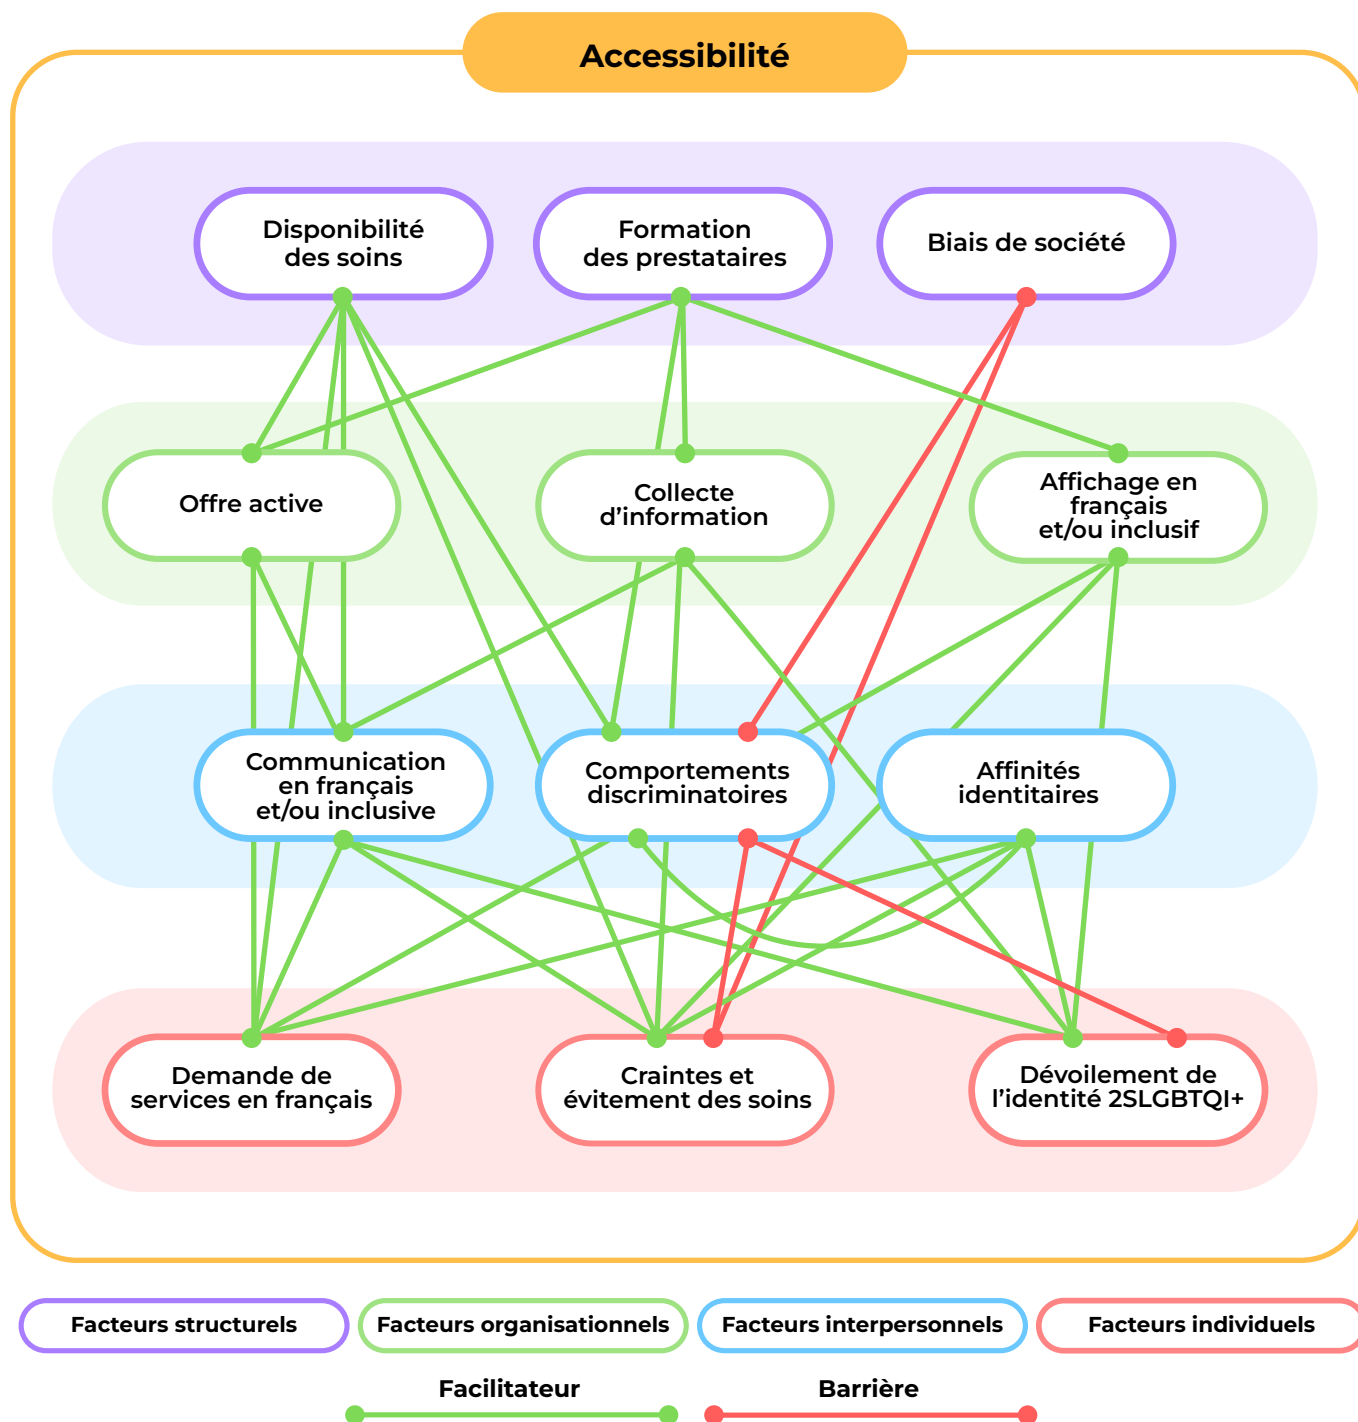 Accessibilité
Disponibilité
des soins
Formation
des prestataires
Biais de société
Offre active
Collecte
d’information
Affichage en
français
et/ou inclusif
Communication
en français
et/ou inclusive
Comportements
discriminatoires
Affinités
identitaires
Demande de
services en français
Craintes et
évitement des soins
Dévoilement de
l’identité 2SLGBTQI+
Facteurs structurels
Facteurs organisationnels
Facteurs interpersonnels
Facteurs individuels
Facilitateur
Barrière